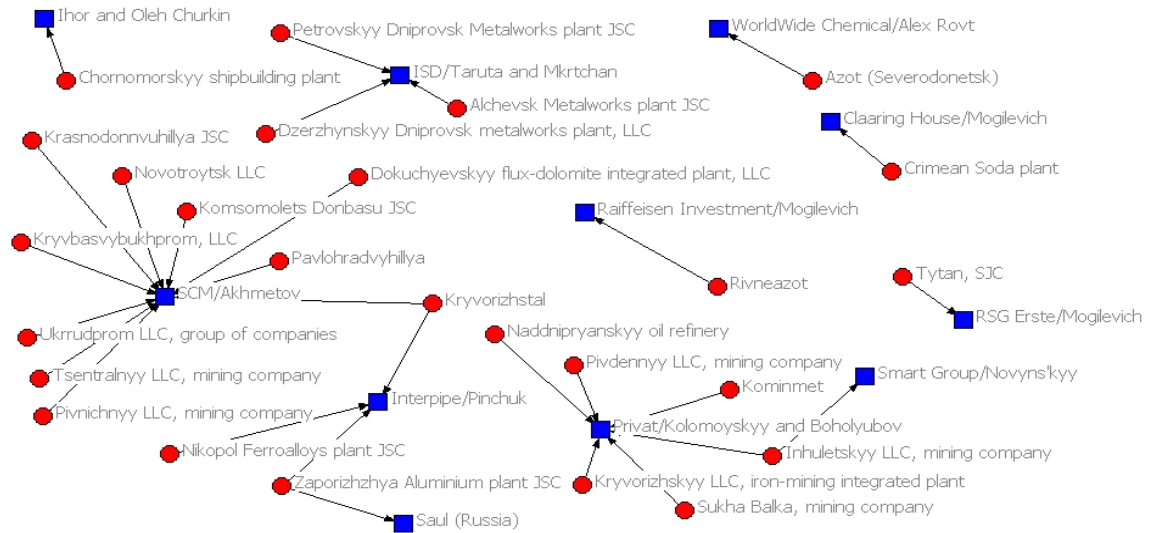 Ihor and Oleh Churkin
Petrovskyy Dniprovsk Metalworks plant JSC
WorldWide Chemical/Alex Rovt
Chornomorskyy shipbuilding plant
ISD/Taruta and Mkrtchan
Azot (Severodonetsk)
Alchevsk Metalworks plant JSC
Claaring House/Mogilevich
Dzerzhynskyy Dniprovsk metalworks plant, LLC
Krasnodonnvuhillya JSC
Novotroytsk LLC
Dokuchyevskyy flux-dolomite integrated plant, LLC
Crimean Soda plant
Komsomolets Donbasu JSC
Raiffeisen Investment/Mogilevich
Kryvbasvybukhprom, LLC
Pavlohradvyhillya
Tytan, SJC
Rivneazot
SCM/Akhmetov
Kryvorizhstal
RSG Erste/Mogilevich
Ukrrudprom LLC, group of companies
Naddnipryanskyy oil refinery
Pivdennyy LLC, mining company
Tsentralnyy LLC, mining company
Smart Group/Novyns'kyy
Kominmet
Interpipe/Pinchuk
Pivnichnyy LLC, mining company
Privat/Kolomoyskyy and Boholyubov
Nikopol Ferroalloys plant JSC
Inhuletskyy LLC, mining company
Zaporizhzhya Aluminium plant JSC
Kryvorizhskyy LLC, iron-mining integrated plant
Sukha Balka, mining company
Saul (Russia)